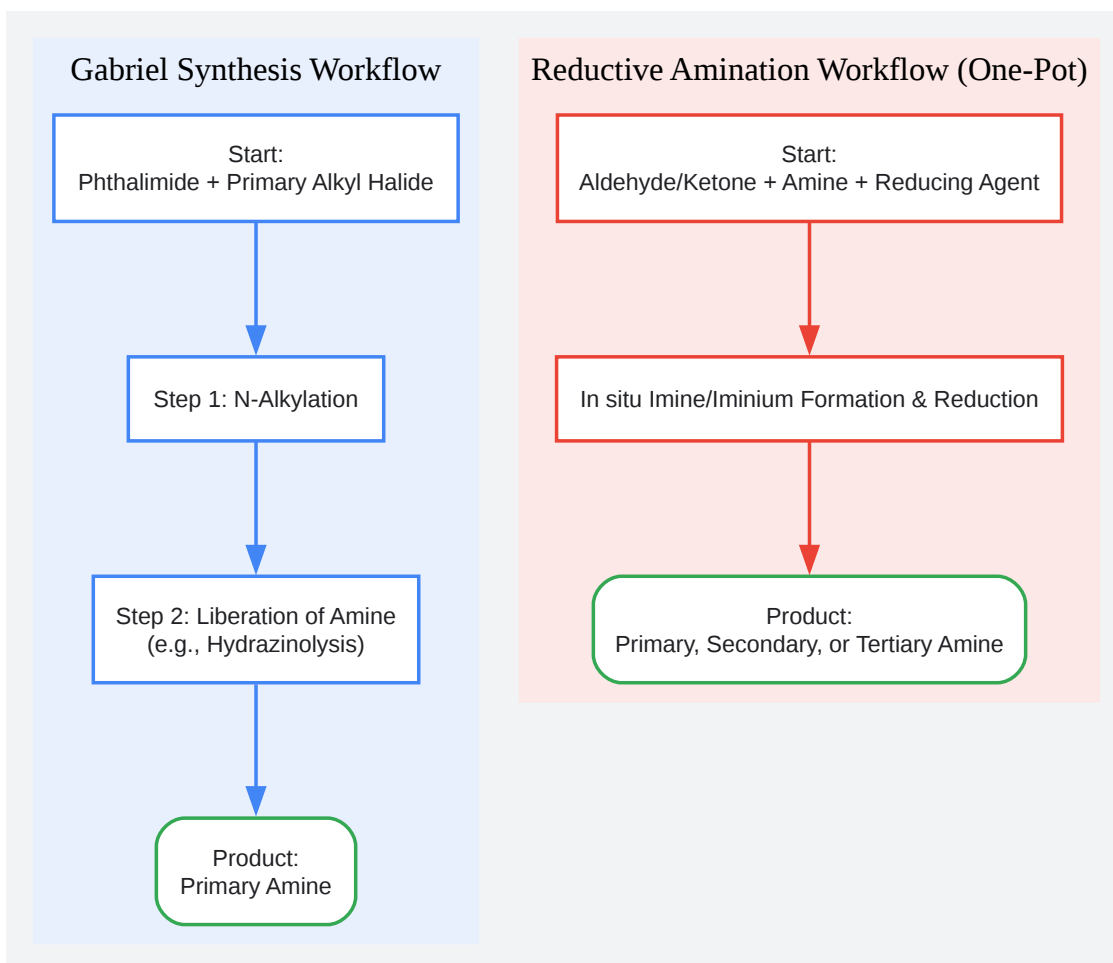 Gabriel Synthesis Workflow
Start:
Phthalimide + Primary Alkyl Halide
Step 1: N-Alkylation
Step 2: Liberation of Amine
(e.g., Hydrazinolysis)
Product:
Primary Amine
Reductive Amination Workflow (One-Pot)
Start:
Aldehyde/Ketone + Amine + Reducing Agent
In situ Imine/Iminium Formation & Reduction
Product:
Primary, Secondary, or Tertiary Amine